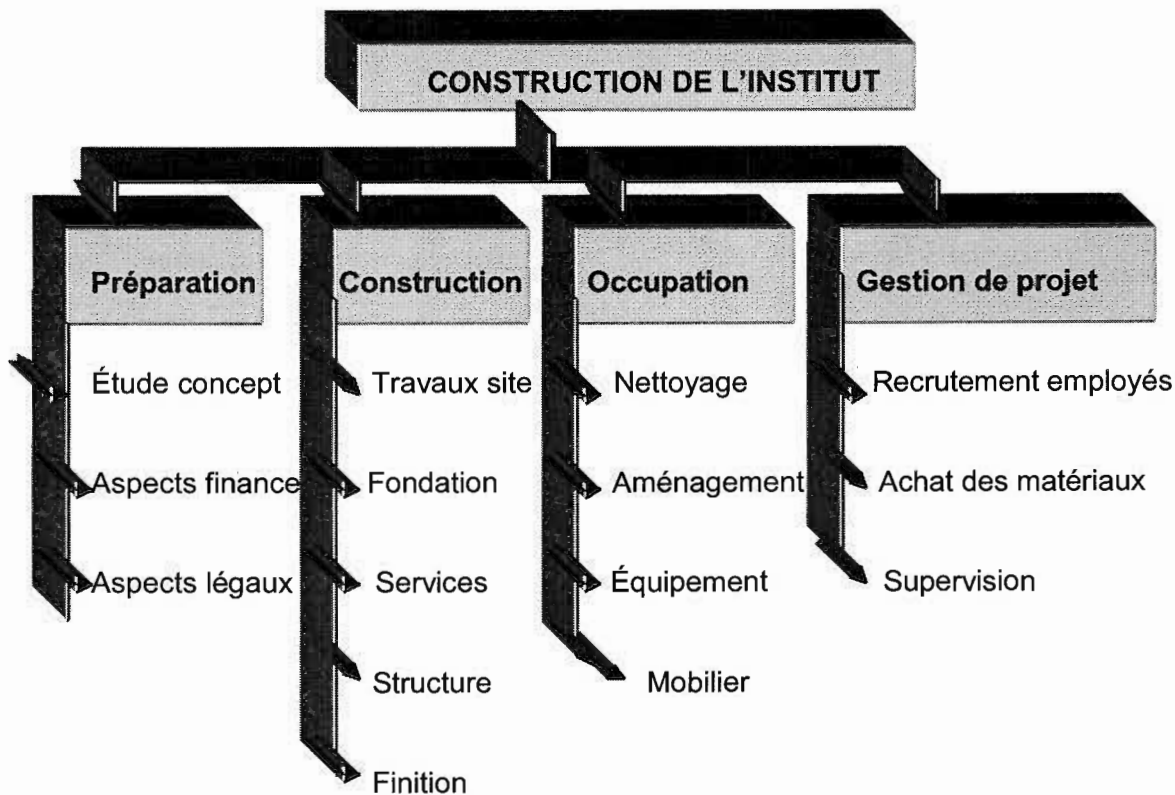 CONSTRUCTION DE L'INSTITUT
Préparation
Construction
Occupation
Gestion de projet
Étude concept
Travaux site
Nettoyage
Recrutement employés
Aspects finance
Fondation
Aménagement
Achat des matériaux
Aspects légaux
Services
Équipement
Supervision
Structure
Mobilier
Finition